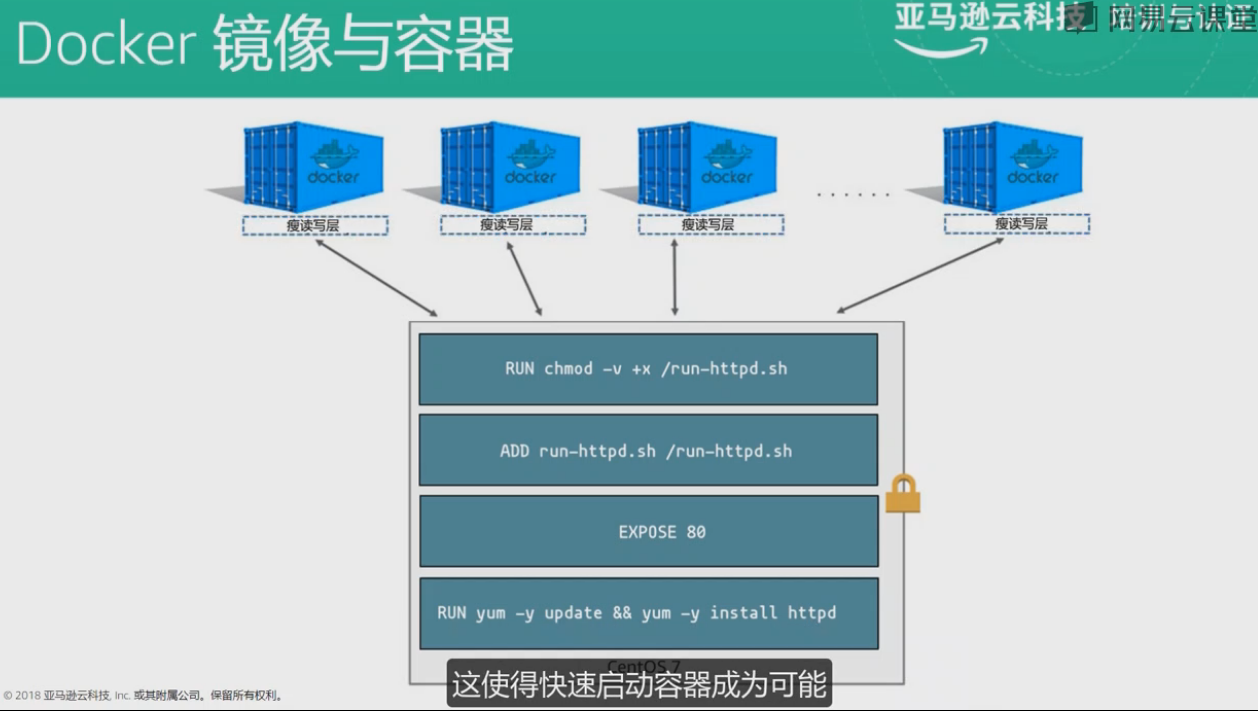 Docker 镜像与容器
亚马逊云科技
网易云课堂
docker
docker
docker
docker
瘦读写层
瘦读写层
瘦读写层
瘦读写层
......
RUN chmod -v +x /run-httpd.sh
ADD run-httpd.sh /run-httpd.sh
EXPOSE 80
RUN yum -y update && yum -y install httpd
CentOS 7
这使得快速启动容器成为可能
© 2018 亚马逊云科技, Inc. 或其附属公司。保留所有权利。